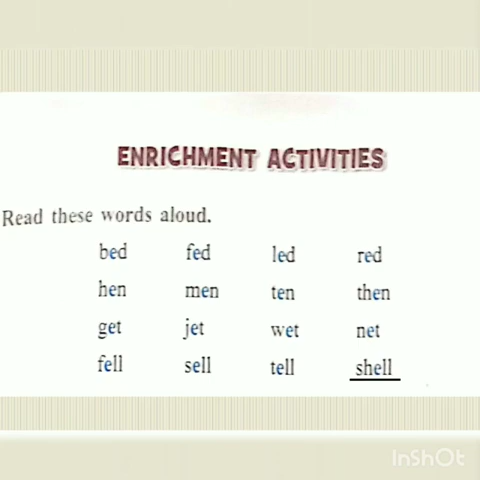 ENRICHMENT ACTIVITIES
Read these words aloud.
bed fed led red
hen men ten then
get jet wet net
fell sell tell shell
InShOt